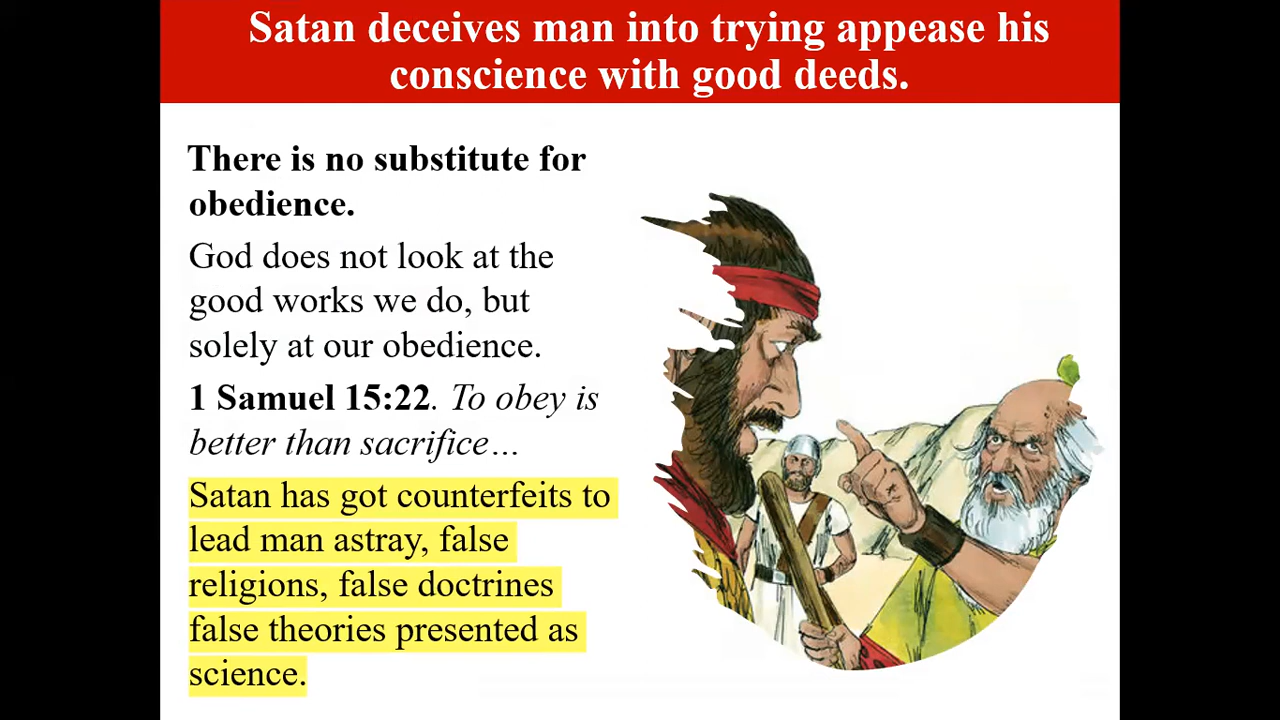 Satan deceives man into trying appease his
conscience with good deeds.
There is no substitute for
obedience.
God does not look at the
good works we do, but
solely at our obedience.
1 Samuel 15:22. To obey is
better than sacrifice…
Satan has got counterfeits to
lead man astray, false
religions, false doctrines
false theories presented as
science.